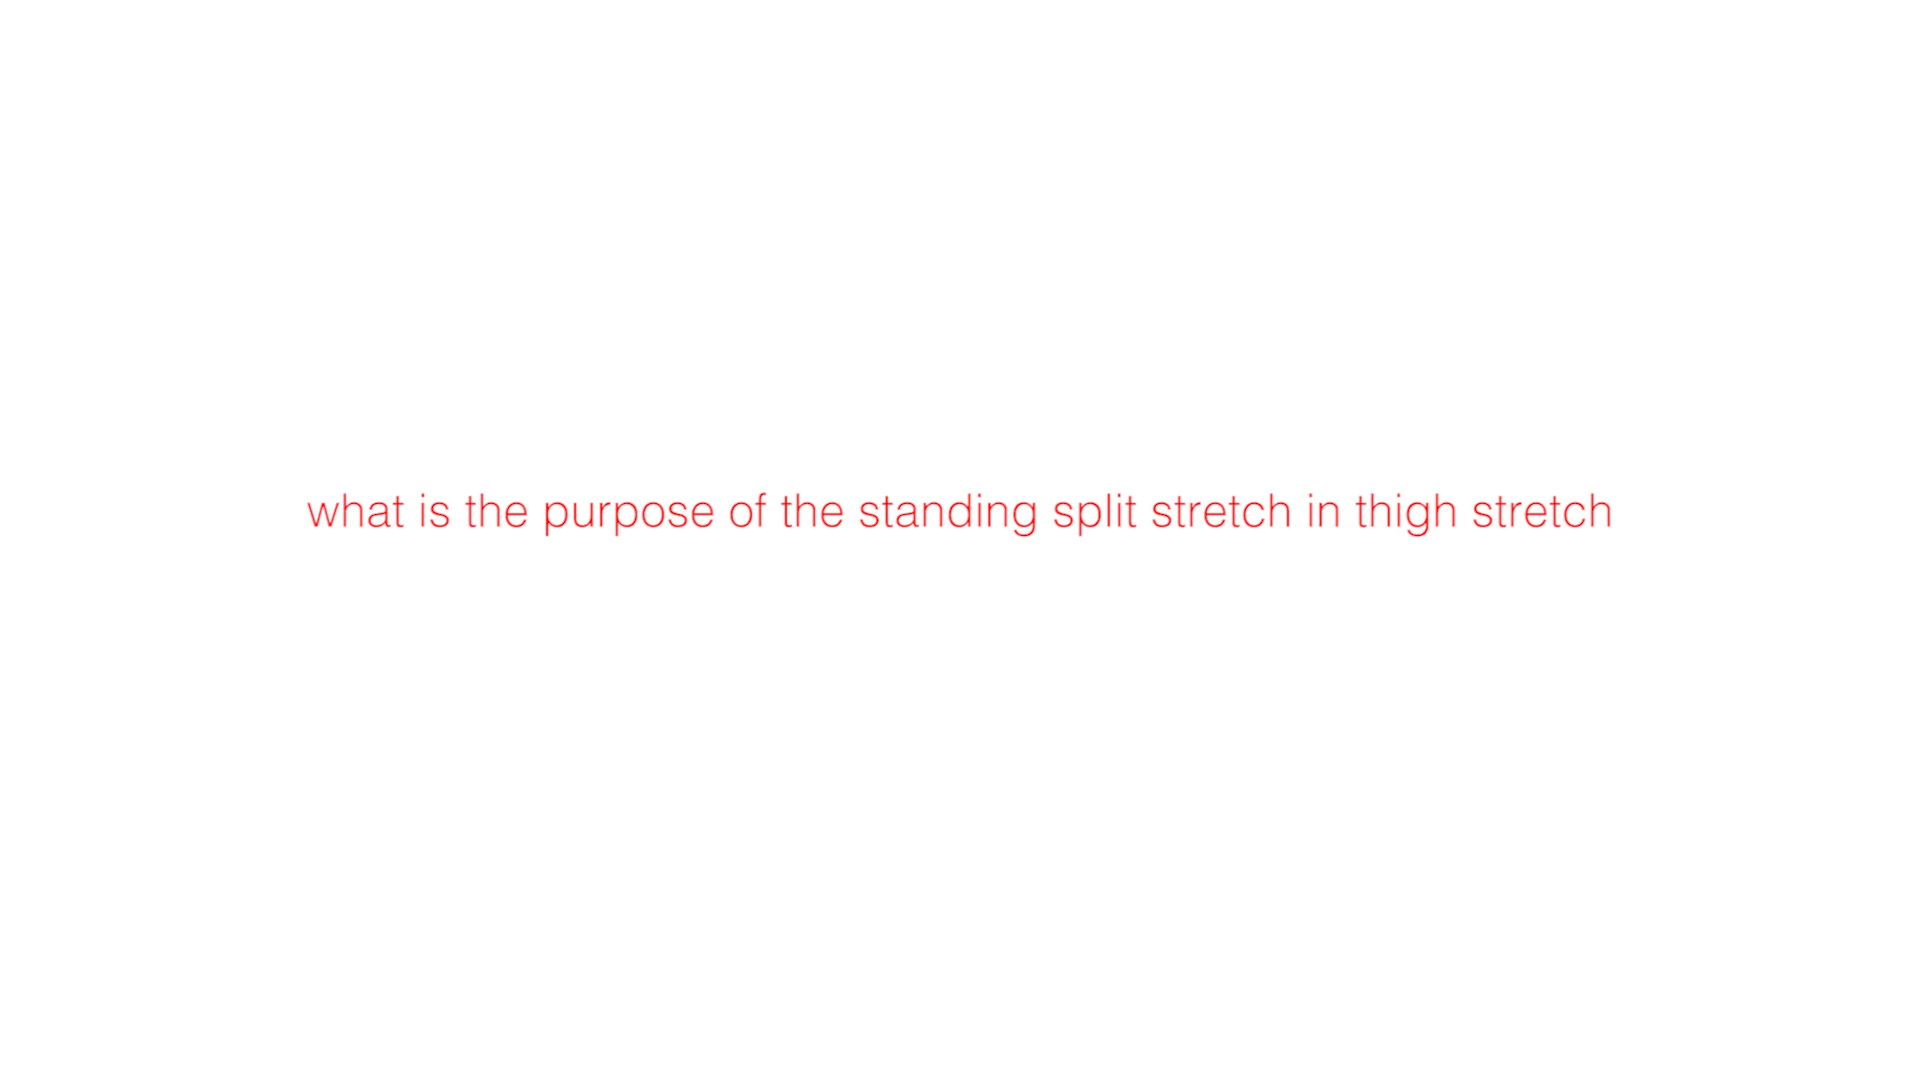 what is the purpose of the standing split stretch in thigh stretch